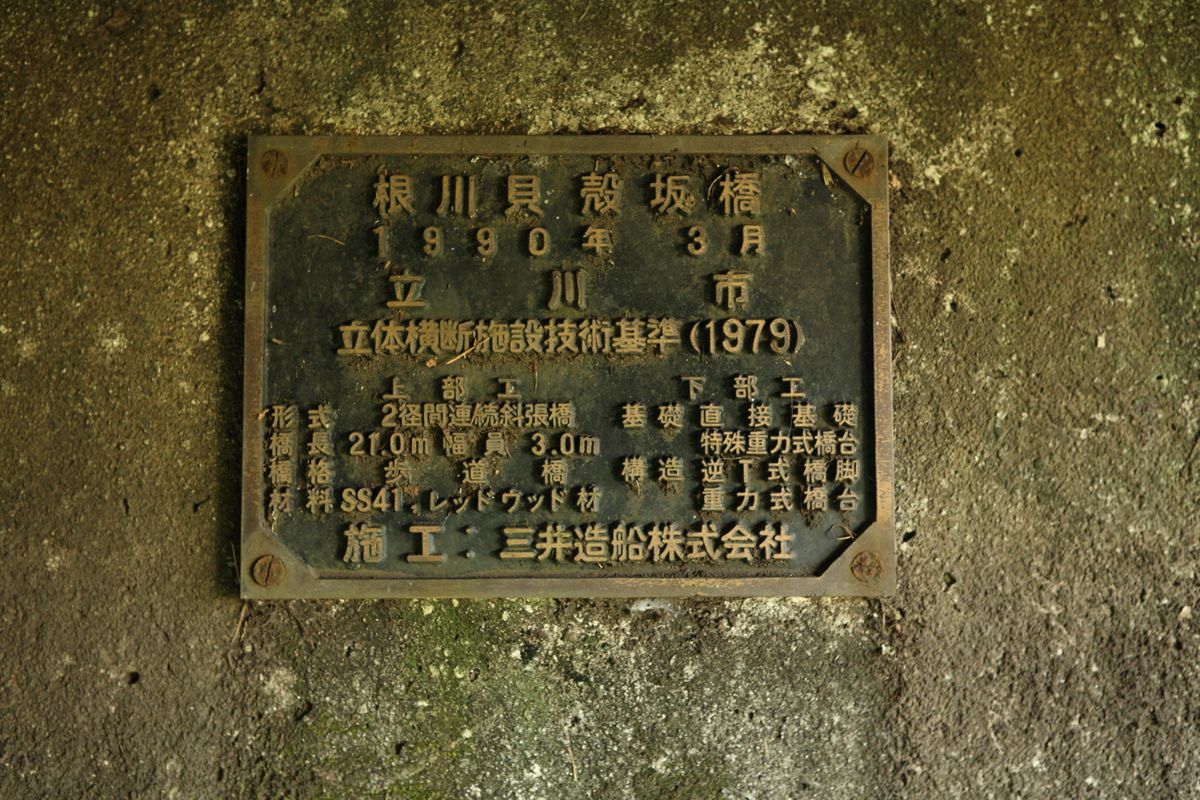 根川貝殻坂橋
1990年 3月
立川市
立体横断施設技術基準(1979)
上部工 下部工
形式 2径間連続斜張橋 基礎 直接基礎
橋長 21.0m 幅員 3.0m 特殊重力式橋台
橋格 歩道橋 構造 逆T式橋脚
材料 SS41,レッドウッド材 重力式橋台
施工:三井造船株式会社